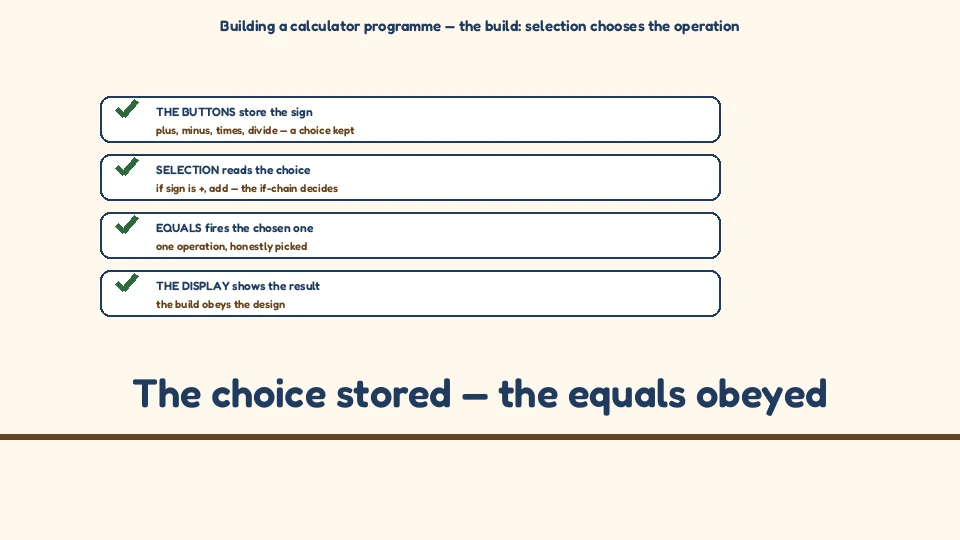 Building a calculator programme — the build: selection chooses the operation
THE BUTTONS store the sign
plus, minus, times, divide — a choice kept
SELECTION reads the choice
if sign is +, add — the if-chain decides
EQUALS fires the chosen one
one operation, honestly picked
THE DISPLAY shows the result
the build obeys the design
The choice stored — the equals obeyed